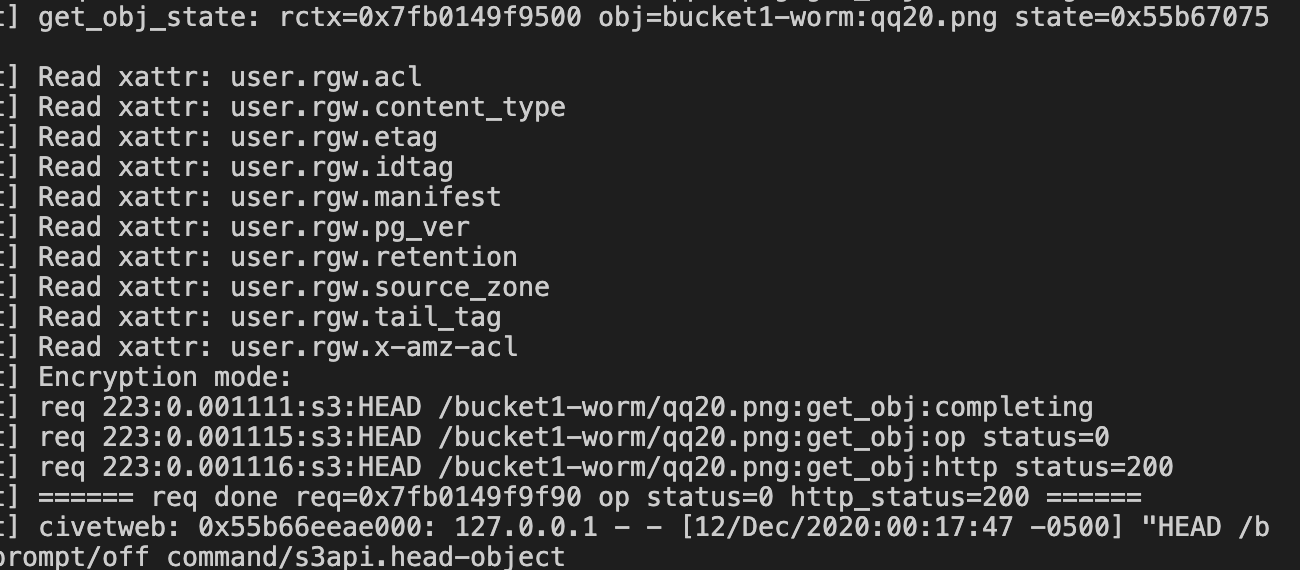 t] get_obj_state: rctx=0x7fb0149f9500 obj=bucket1-worm:qq20.png state=0x55b67075
t] Read xattr: user.rgw.acl
t] Read xattr: user.rgw.content_type
t] Read xattr: user.rgw.etag
t] Read xattr: user.rgw.idtag
t] Read xattr: user.rgw.manifest
t] Read xattr: user.rgw.pg_ver
t] Read xattr: user.rgw.retention
t] Read xattr: user.rgw.source_zone
t] Read xattr: user.rgw.tail_tag
t] Read xattr: user.rgw.x-amz-acl
t] Encryption mode:
t] req 223:0.001111:s3:HEAD /bucket1-worm/qq20.png:get_obj:completing
t] req 223:0.001115:s3:HEAD /bucket1-worm/qq20.png:get_obj:op status=0
t] req 223:0.001116:s3:HEAD /bucket1-worm/qq20.png:get_obj:http status=200
t] ====== req done req=0x7fb0149f9f90 op status=0 http_status=200 ======
t] civetweb: 0x55b66eeae000: 127.0.0.1 - - [12/Dec/2020:00:17:47 -0500] "HEAD /b
prompt/off command/s3api.head-object